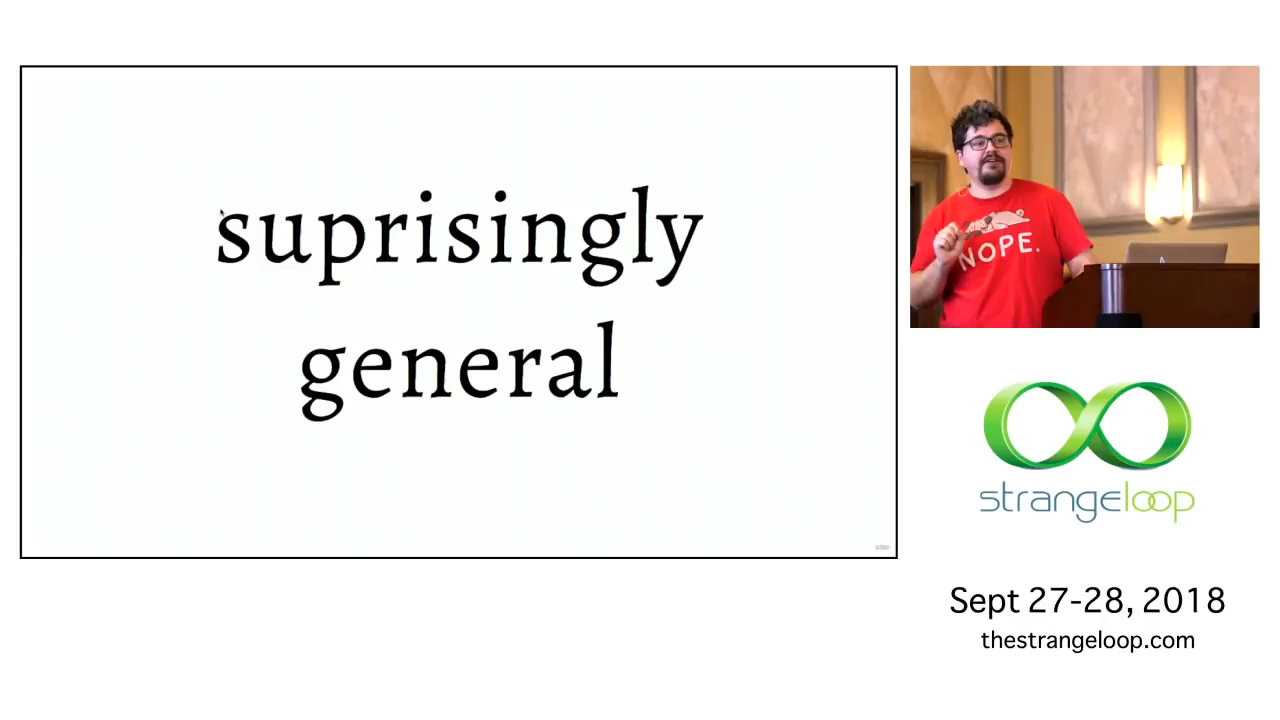 suprisingly
general
NOPE.
strangeloop
Sept 27-28, 2018
thestrangeloop.com